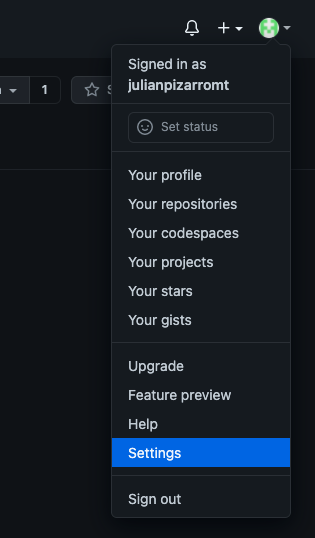 1
Signed in as
julianpizarromt
Set status
Your profile
Your repositories
Your codespaces
Your projects
Your stars
Your gists
Upgrade
Feature preview
Help
Settings
Sign out